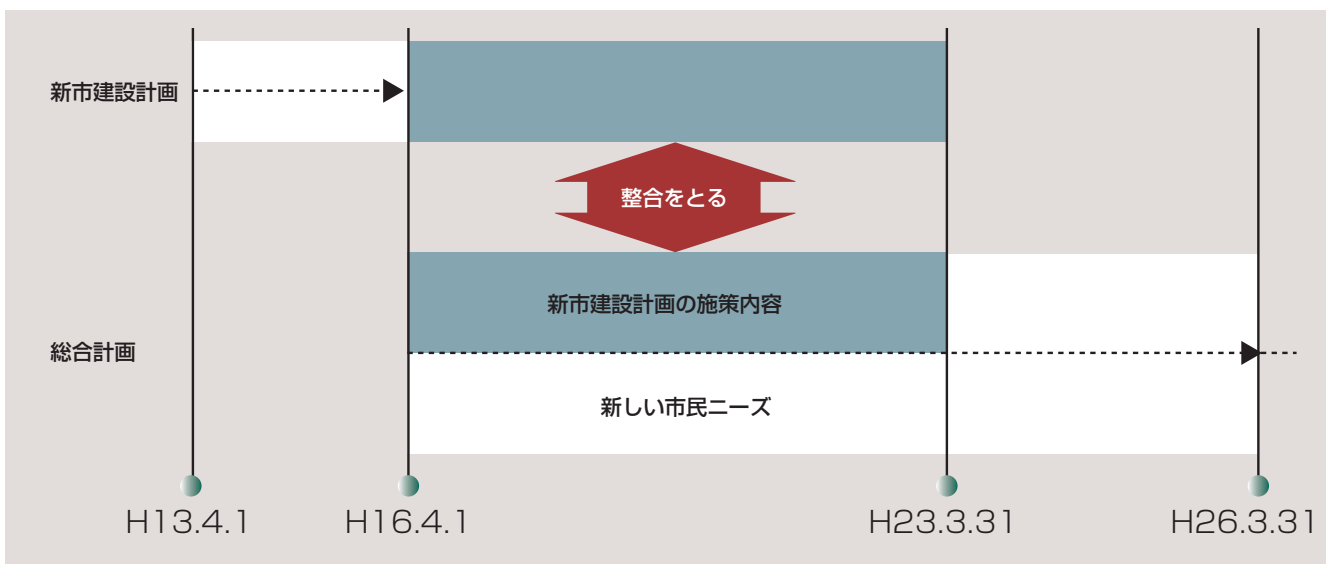 新市建設計画
整合をとる
新市建設計画の施策内容
総合計画
新しい市民ニーズ
H13.4.1
H16.4.1
H23.3.31
H26.3.31